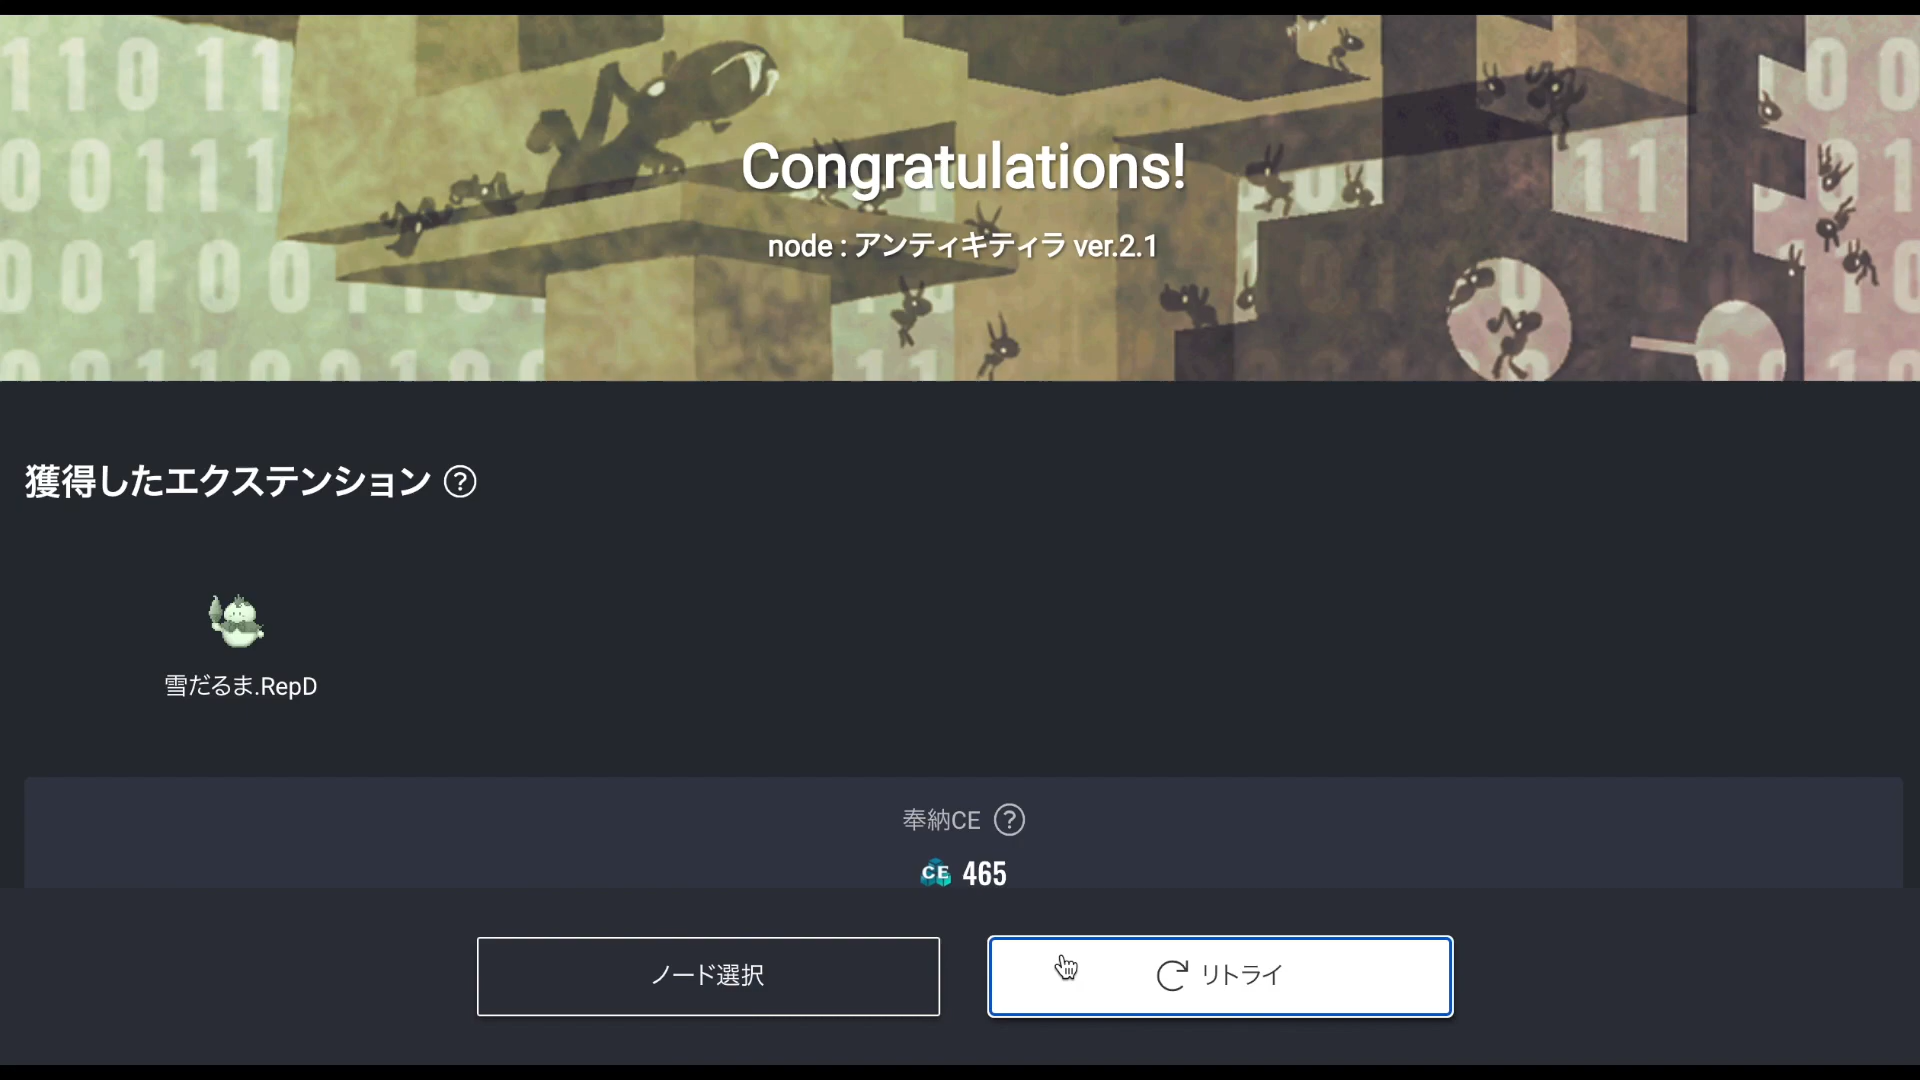 Congratulations!
node : アンティキティラ ver.2.1
獲得したエクステンション ?
雪だるま.RepD
奉納CE ?
CE 465
ノード選択
リトライ